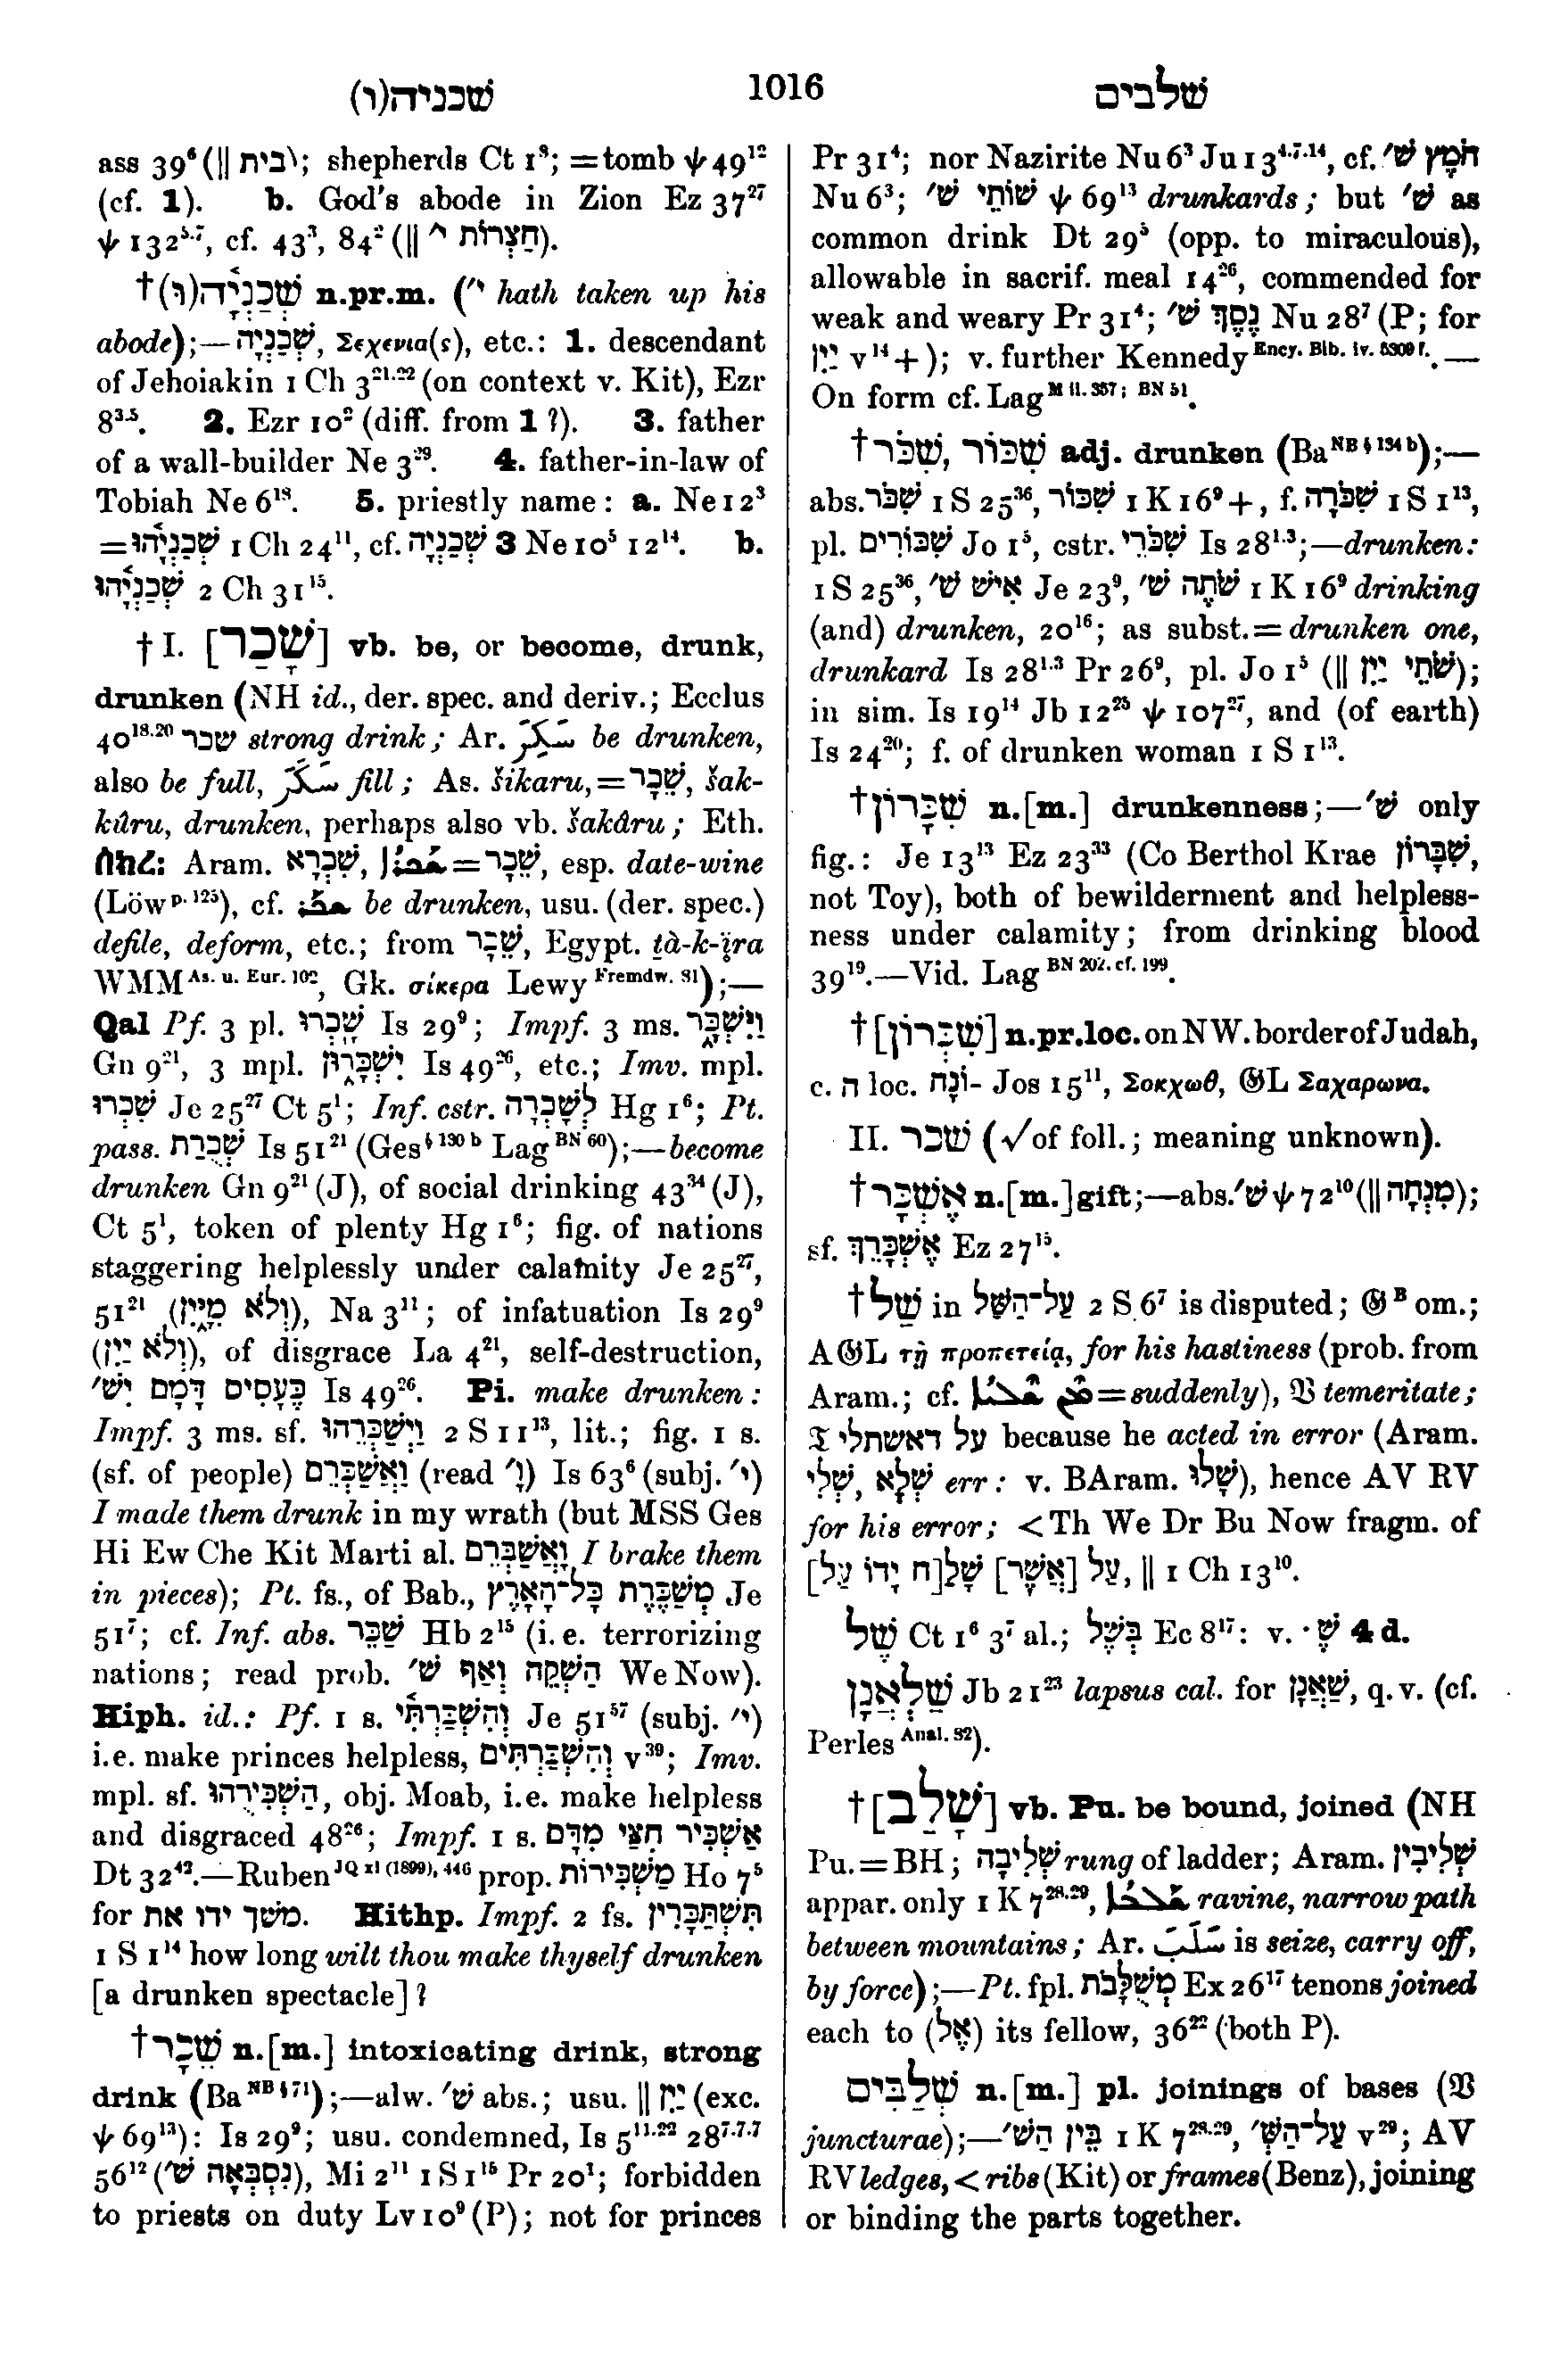 שכניה(ו) 1016 שלבים
ass 39⁶ (‖ בית\; shepherds Ct 1⁸; =tomb ψ 49¹²
(cf. 1). b. God's abode in Zion Ez 37²⁷
ψ 132⁵·⁷, cf. 43³, 84² (‖ חַצְרוֹת י֞).
†שְׁכַנְיָה(וּ) n.pr.m. (״י hath taken up his
abode);—שְׁכַנְיָה, Σεχενια(ς), etc.: 1. descendant
of Jehoiakin 1 Ch 3²¹·²² (on context v. Kit), Ezr
8³·⁵. 2. Ezr 10² (diff. from 1 ?). 3. father
of a wall-builder Ne 3²⁹. 4. father-in-law of
Tobiah Ne 6¹⁸. 5. priestly name: a. Ne 12³
=שְׁכַנְיָהוּ 1 Ch 24¹¹, cf. שְׁכַנְיָה 3 Ne 10⁵ 12¹⁴. b.
שְׁכַנְיָהוּ 2 Ch 31¹⁵.
† I. [שָׁכַר] vb. be, or become, drunk,
drunken (NH id., der. spec. and deriv.; Ecclus
40¹⁸·²⁰ שכר strong drink; Ar. سَكِرَ be drunken,
also be full, سَكَّرَ fill; As. šikaru,=שֵׁכָר, šak-
kûru, drunken, perhaps also vb. šakâru; Eth.
ሰከረ: Aram. שִׁכְרָא, ܫܰܟܪܳܐ=שֵׁכָר, esp. date-wine
(Löw p. 125), cf. ܫܟܪ be drunken, usu. (der. spec.)
defile, deform, etc.; from שֵׁכָר, Egypt. ṯà-k-ịra
WMM As. u. Eur. 102, Gk. σίκερα Lewy Fremdw. 81);—
Qal Pf. 3 pl. שָׁכְרוּ Is 29⁹; Impf. 3 ms. וַיִּשְׁכָּר
Gn 9²¹, 3 mpl. יִשְׁכָּרוּן Is 49²⁶, etc.; Imv. mpl.
שִׁכְרוּ Je 25²⁷ Ct 5¹; Inf. cstr. לְשָׁכְרָה Hg 1⁶; Pt.
pass. שְׁכֻרַת Is 51²¹ (Ges § 130 b Lag BN 60);—become
drunken Gn 9²¹ (J), of social drinking 43³⁴ (J),
Ct 5¹, token of plenty Hg 1⁶; fig. of nations
staggering helplessly under calamity Je 25²⁷,
51²¹ (וְלֹא מִיָּיִן), Na 3¹¹; of infatuation Is 29⁹
(וְלֹא יַיִן), of disgrace La 4²¹, self-destruction,
כֶּעָסִים דָּמָם יִשׁ׳ Is 49²⁶. Pi. make drunken:
Impf. 3 ms. sf. וַיְשַׁכְּרֵהוּ 2 S 11¹³, lit.; fig. 1 s.
(sf. of people) וַאֲשַׁכְּרֵם (read וָ׳) Is 63⁶ (subj. י׳)
I made them drunk in my wrath (but MSS Ges
Hi Ew Che Kit Marti al. וָאֲשַׁבְּרֵם I brake them
in pieces); Pt. fs., of Bab., מְשַׁכֶּרֶת כָּל־הָאָרֶץ Je
51⁷; cf. Inf. abs. שַׁכֵּר Hb 2¹⁵ (i. e. terrorizing
nations; read prob. הַשְׁקֵה וְאַף שׁ׳ We Now).
Hiph. id.: Pf. 1 s. וְהִשְׁכַּרְתִּי Je 51⁵⁷ (subj. י״)
i.e. make princes helpless, וְהִשְׁכַּרְתִּים v³⁹; Imv.
mpl. sf. הַשְׁכִּירֻהוּ, obj. Moab, i.e. make helpless
and disgraced 48²⁶; Impf. 1 s. אַשְׁכִּיר חִצַּי מִדָּם
Dt 32⁴².—Ruben JQ xi (1899), 446 prop. מַשְׁכִּירוֹת Ho 7⁵
for משך ידו את. Hithp. Impf. 2 fs. תִּשְׁתַּכָּרִין
1 S 1¹⁴ how long wilt thou make thyself drunken
[a drunken spectacle] ?
†שֵׁכָר n.[m.] intoxicating drink, strong
drink (Ba NB § 71);—alw. שׁ׳ abs.; usu. ‖ יַיִן (exc.
ψ 69¹³): Is 29⁹; usu. condemned, Is 5¹¹·²² 28⁷·⁷·⁷
56¹² (נִסְבְּאָה שׁ׳), Mi 2¹¹ 1 S 1¹⁵ Pr 20¹; forbidden
to priests on duty Lv 10⁹ (P); not for princes
Pr 31⁴; nor Nazirite Nu 6³ Ju 13⁴·⁷·¹⁴, cf. חֹמֶץ שׁ׳
Nu 6³; שׁוֹתֵי שׁ׳ ψ 69¹³ drunkards; but שׁ׳ as
common drink Dt 29⁵ (opp. to miraculous),
allowable in sacrif. meal 14²⁶, commended for
weak and weary Pr 31⁴; נֶסֶךְ שׁ׳ Nu 28⁷ (P; for
יַיִן v¹⁴+); v. further Kennedy Ency. Bib. iv. 5309 f..—
On form cf. Lag M ii. 357; BN 51.
†שִׁכֹּר, שִׁכּוֹר adj. drunken (Ba NB § 134 b);—
abs. שִׁכֹּר 1 S 25³⁶, שִׁכּוֹר 1 K 16⁹+, f. שִׁכֹּרָה 1 S 1¹³,
pl. שִׁכּוֹרִים Jo 1⁵, cstr. שִׁכֹּרֵי Is 28¹·³;—drunken:
1 S 25³⁶, אִישׁ שׁ׳ Je 23⁹, שֹׁתֶה שׁ׳ 1 K 16⁹ drinking
(and) drunken, 20¹⁶; as subst.=drunken one,
drunkard Is 28¹·³ Pr 26⁹, pl. Jo 1⁵ (‖ שֹׁתֵי יַיִן);
in sim. Is 19¹⁴ Jb 12²⁵ ψ 107²⁷, and (of earth)
Is 24²⁰; f. of drunken woman 1 S 1¹³.
†שִׁכָּרוֹן n.[m.] drunkenness;—שׁ׳ only
fig.: Je 13¹³ Ez 23³³ (Co Berthol Krae שִׁבָּרוֹן,
not Toy), both of bewilderment and helpless-
ness under calamity; from drinking blood
39¹⁹.—Vid. Lag BN 202. cf. 199.
†[שִׁכְּרוֹן] n.pr.loc. on NW. border of Judah,
c. ה loc. וֹנָה- Jos 15¹¹, Σοκχωθ, 𝔊L Σαχαρωνα.
II. שכר (√of foll.; meaning unknown).
†אֶשְׁכָּר n.[m.] gift;—abs. שׁ׳ ψ 72¹⁰ (‖ מִנְחָה);
sf. אֶשְׁכָּרֵךְ Ez 27¹⁵.
†שַׁל in עַל־הַשַּׁל 2 S 6⁷ is disputed; 𝔊ᴮ om.;
A𝔊L τῇ προπετείᾳ, for his hastiness (prob. from
Aram.; cf. ܡܢ ܫܶܠܝܳܐ=suddenly), 𝔙 temeritate;
𝔗 על דאשתלי because he acted in error (Aram.
שְׁלָא, שְׁלִי err: v. BAram. שָׁלוּ), hence AV RV
for his error; <Th We Dr Bu Now fragm. of
עַל [אֲשֶׁר] שָׁלַ[ח יָדוֹ עַל], ‖ 1 Ch 13¹⁰.
שֶׁל Ct 1⁶ 3⁷ al.; בְּשֶׁל Ec 8¹⁷: v. ·שֶׁ 4 d.
שַׁלְאֲנָן Jb 21²³ lapsus cal. for שַׁאֲנָן, q. v. (cf.
Perles Anal. 82).
†[שָׁלַב] vb. Pu. be bound, joined (NH
Pu.=BH; שְׁלִיבָה rung of ladder; Aram. שְׁלִיבִין
appar. only 1 K 7²⁸·²⁹, ܫܠܒܐ ravine, narrow path
between mountains; Ar. سَلَبَ is seize, carry off,
by force);—Pt. fpl. מְשֻׁלָּבֹת Ex 26¹⁷ tenons joined
each to (אֶל) its fellow, 36²² (both P).
שְׁלַבִּים n.[m.] pl. joinings of bases (𝔙
juncturae);—בֵּין הַשׁ׳ 1 K 7²⁸·²⁹, עַל־הַשּׁ׳ v²⁹; AV
RV ledges, < ribs (Kit) or frames (Benz), joining
or binding the parts together.